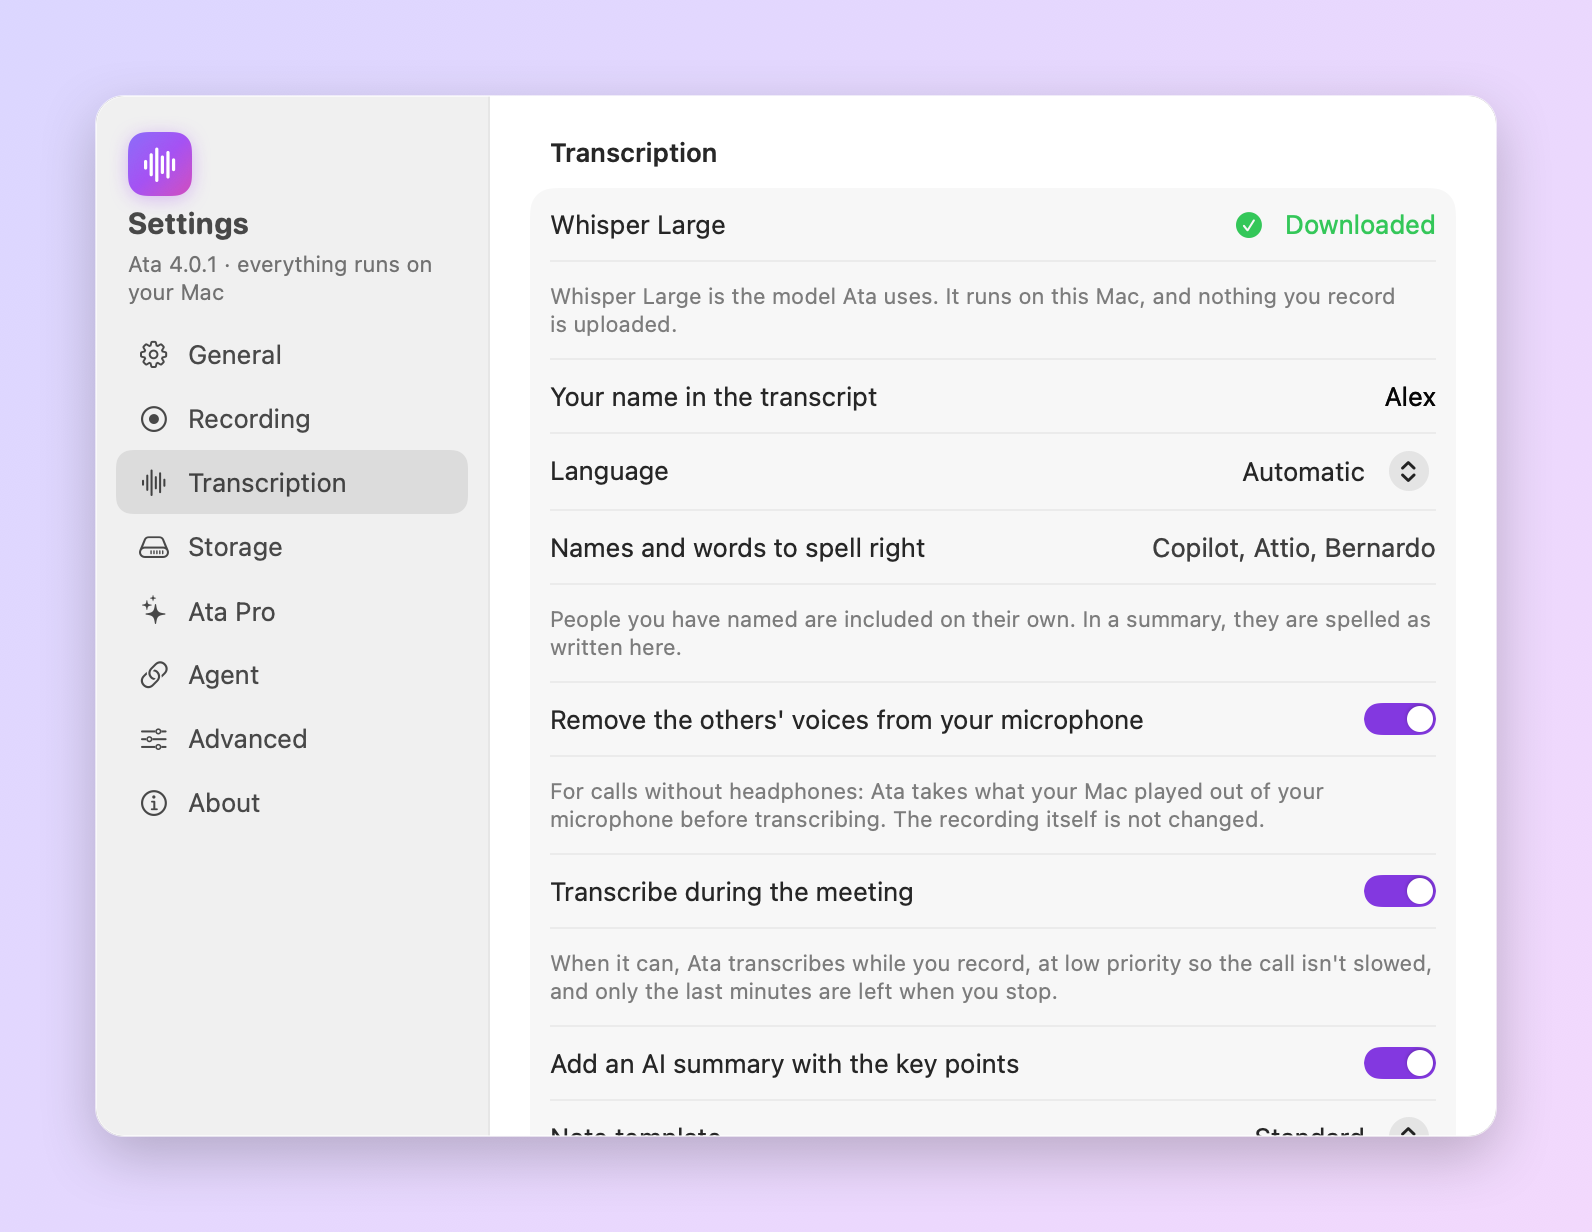 Settings
Ata 4.0.1 · everything runs on
your Mac
General
Recording
Transcription
Storage
Ata Pro
Agent
Advanced
About
Transcription
Whisper Large
Downloaded
Whisper Large is the model Ata uses. It runs on this Mac, and nothing you record
is uploaded.
Your name in the transcript
Alex
Language
Automatic
Names and words to spell right
Copilot, Attio, Bernardo
People you have named are included on their own. In a summary, they are spelled as
written here.
Remove the others' voices from your microphone
For calls without headphones: Ata takes what your Mac played out of your
microphone before transcribing. The recording itself is not changed.
Transcribe during the meeting
When it can, Ata transcribes while you record, at low priority so the call isn't slowed,
and only the last minutes are left when you stop.
Add an AI summary with the key points
Note template
Standard